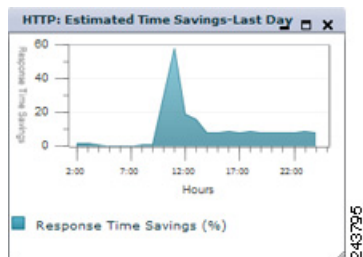 HTTP: Estimated Time Savings-Last Day
Response Time Savings
60
40
20
0
2:00 7:00 12:00 17:00 22:00
Hours
Response Time Savings (%)
243795